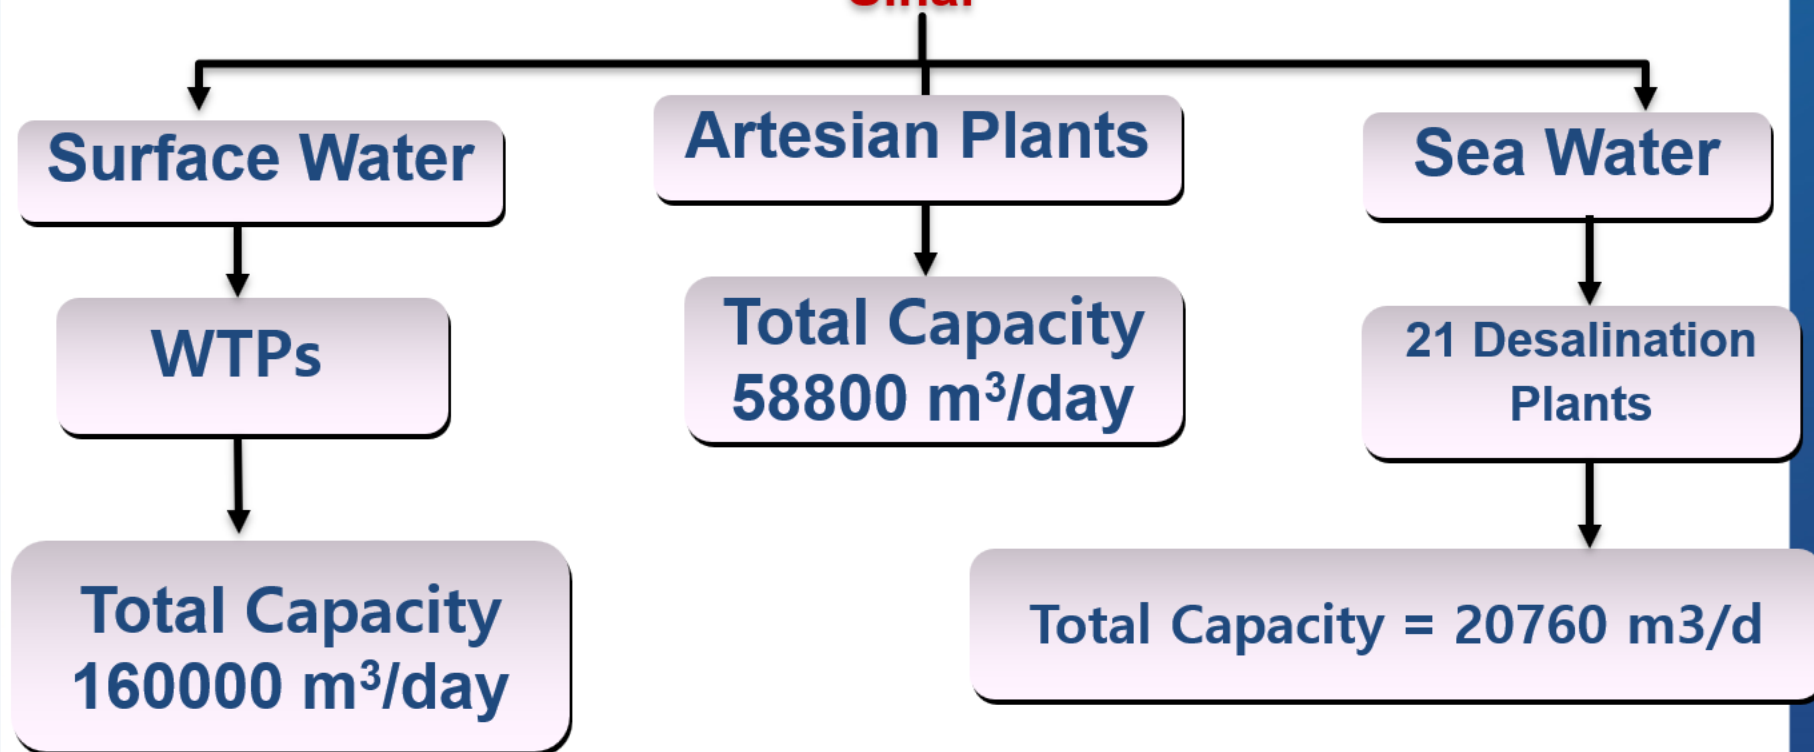 Surface Water
Artesian Plants
Sea Water
WTPs
Total Capacity
58800 m³/day
21 Desalination
Plants
Total Capacity
160000 m³/day
Total Capacity = 20760 m3/d